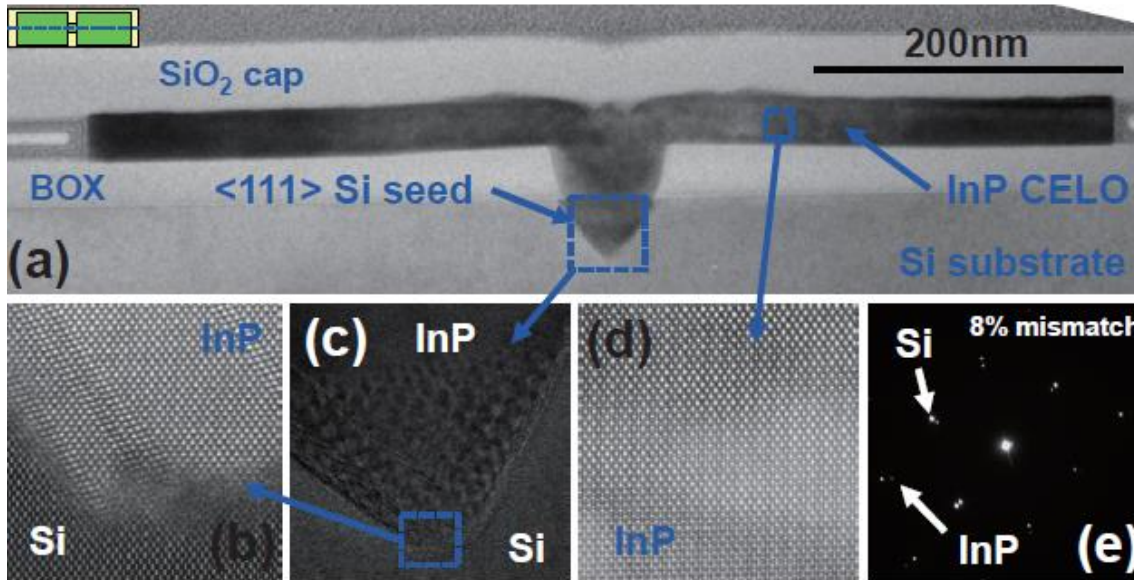 200nm
SiO₂ cap
BOX
<111> Si seed
InP CELO
(a)
Si substrate
InP
Si
(b)
(c)
InP
Si
(d)
InP
8% mismatch
Si
InP
(e)